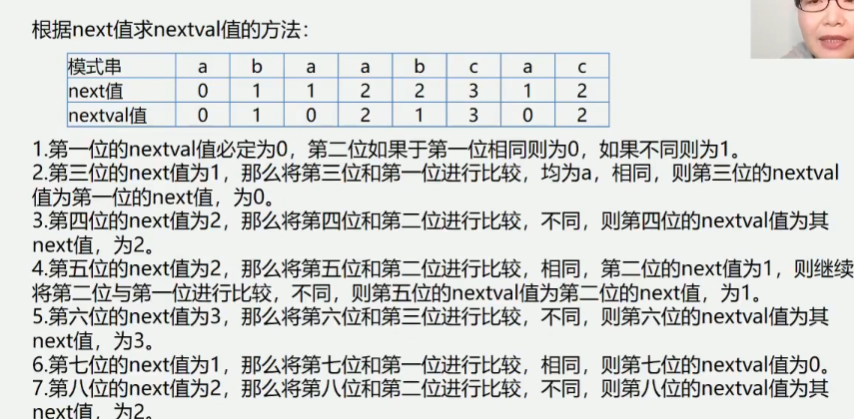 根据next值求nextval值的方法：
模式串 a b a a b c a c
next值 0 1 1 2 2 3 1 2
nextval值 0 1 0 2 1 3 0 2
1.第一位的nextval值必定为0，第二位如果于第一位相同则为0，如果不同则为1。
2.第三位的next值为1，那么将第三位和第一位进行比较，均为a，相同，则第三位的nextval
值为第一位的next值，为0。
3.第四位的next值为2，那么将第四位和第二位进行比较，不同，则第四位的nextval值为其
next值，为2。
4.第五位的next值为2，那么将第五位和第二位进行比较，相同，第二位的next值为1，则继续
将第二位与第一位进行比较，不同，则第五位的nextval值为第二位的next值，为1。
5.第六位的next值为3，那么将第六位和第三位进行比较，不同，则第六位的nextval值为其
next值，为3。
6.第七位的next值为1，那么将第七位和第一位进行比较，相同，则第七位的nextval值为0。
7.第八位的next值为2，那么将第八位和第二位进行比较，不同，则第八位的nextval值为其
next值，为2。